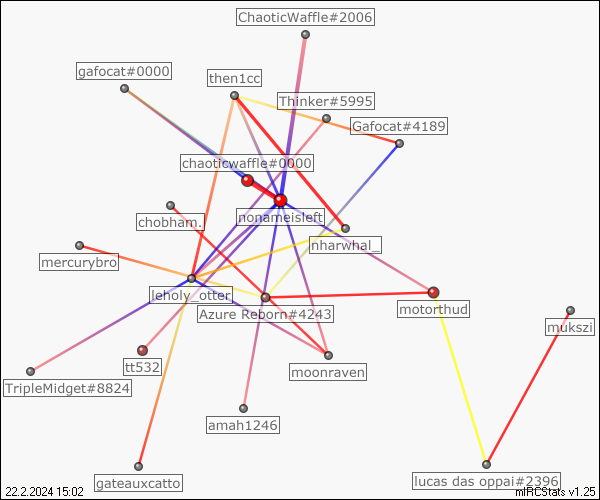 ChaoticWaffle#2006
gafocat#0000
then1cc
Thinker#5995
Gafocat#4189
chaoticwaffle#0000
chobham.
nonameisleft
nharwhal_
mercurybro
leholy_otter
Azure Reborn#4243
motorthud
mukszi
tt532
moonraven
TripleMidget#8824
amah1246
gateauxcatto
lucas das oppai#2396
22.2.2024 15:02
mIRCStats v1.25